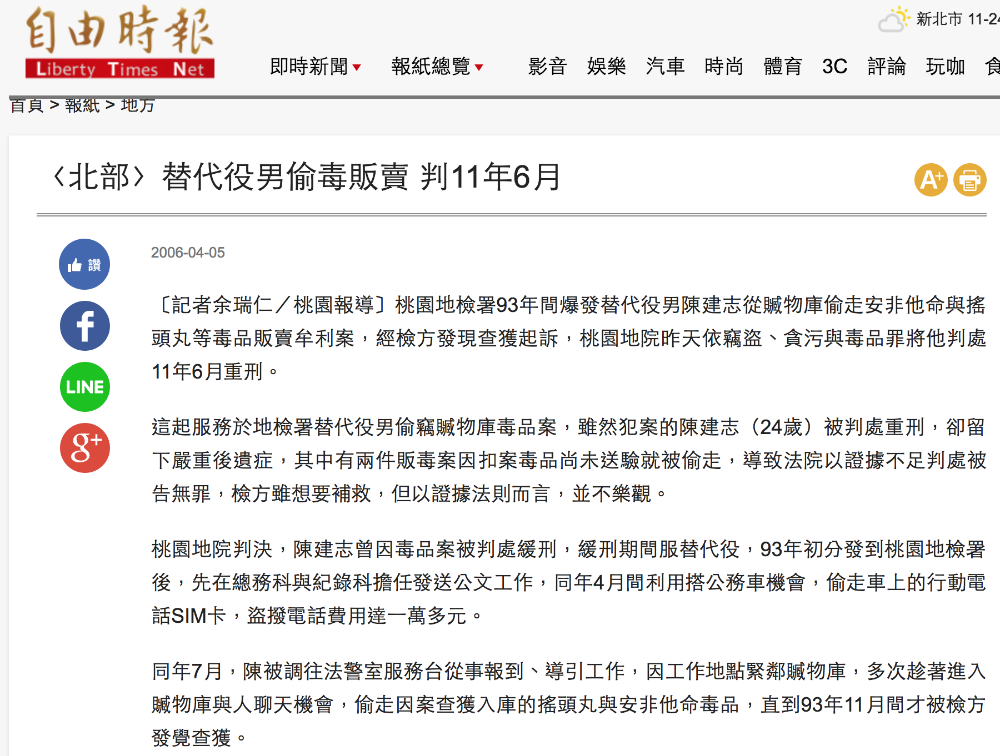 自由時報
Liberty Times Net
新北市 11-24
即時新聞 報紙總覽 影音 娛樂 汽車 時尚 體育 3C 評論 玩咖 食
首頁 > 報紙 > 地方
〈北部〉替代役男偷毒販賣 判11年6月
A+
讚
2006-04-05
f
〔記者余瑞仁／桃園報導〕桃園地檢署93年間爆發替代役男陳建志從贓物庫偷走安非他命與搖
頭丸等毒品販賣牟利案，經檢方發現查獲起訴，桃園地院昨天依竊盜、貪污與毒品罪將他判處
11年6月重刑。
LINE
g+
這起服務於地檢署替代役男偷竊贓物庫毒品案，雖然犯案的陳建志（24歲）被判處重刑，卻留
下嚴重後遺症，其中有兩件販毒案因扣案毒品尚未送驗就被偷走，導致法院以證據不足判處被
告無罪，檢方雖想要補救，但以證據法則而言，並不樂觀。
桃園地院判決，陳建志曾因毒品案被判處緩刑，緩刑期間服替代役，93年初分發到桃園地檢署
後，先在總務科與紀錄科擔任發送公文工作，同年4月間利用搭公務車機會，偷走車上的行動電
話SIM卡，盜撥電話費用達一萬多元。
同年7月，陳被調往法警室服務台從事報到、導引工作，因工作地點緊鄰贓物庫，多次趁著進入
贓物庫與人聊天機會，偷走因案查獲入庫的搖頭丸與安非他命毒品，直到93年11月間才被檢方
發覺查獲。